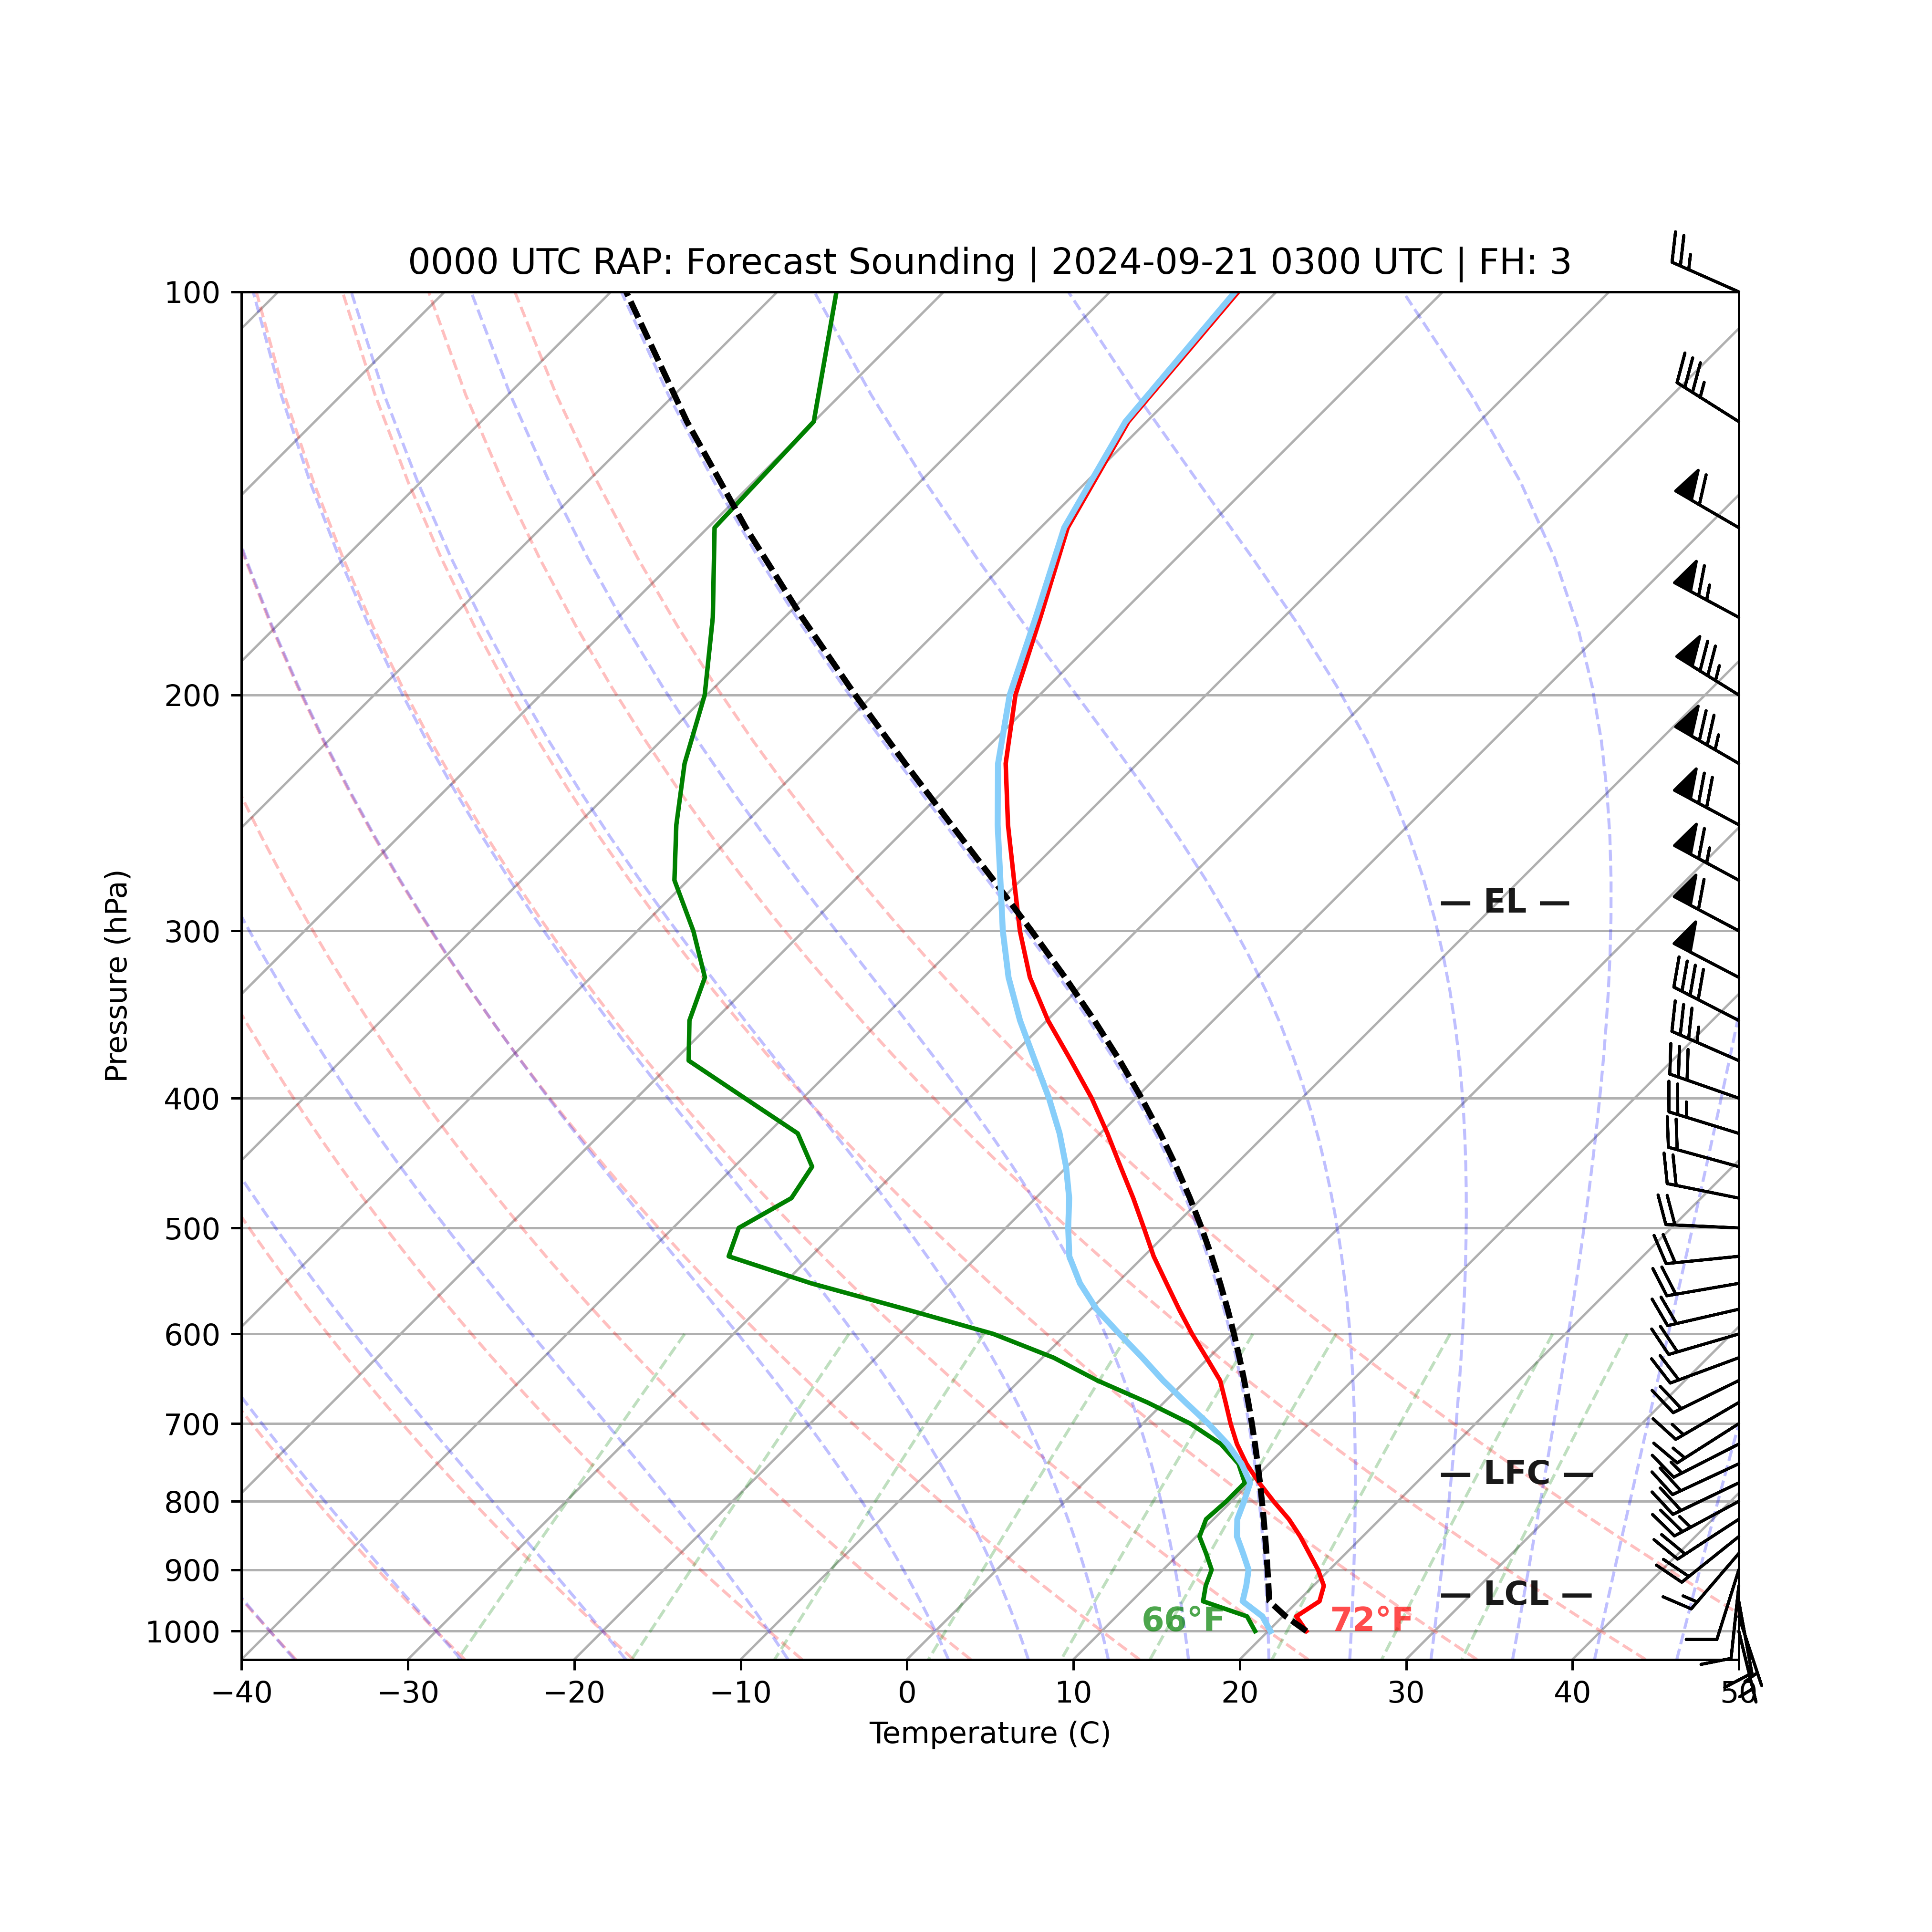 0000 UTC RAP: Forecast Sounding | 2024-09-21 0300 UTC | FH: 3
100
200
— EL —
300
Pressure (hPa)
400
500
600
700
— LFC —
800
900
— LCL —
66°F 72°F
1000
−40 −30 −20 −10 0 10 20 30 40 50
Temperature (C)